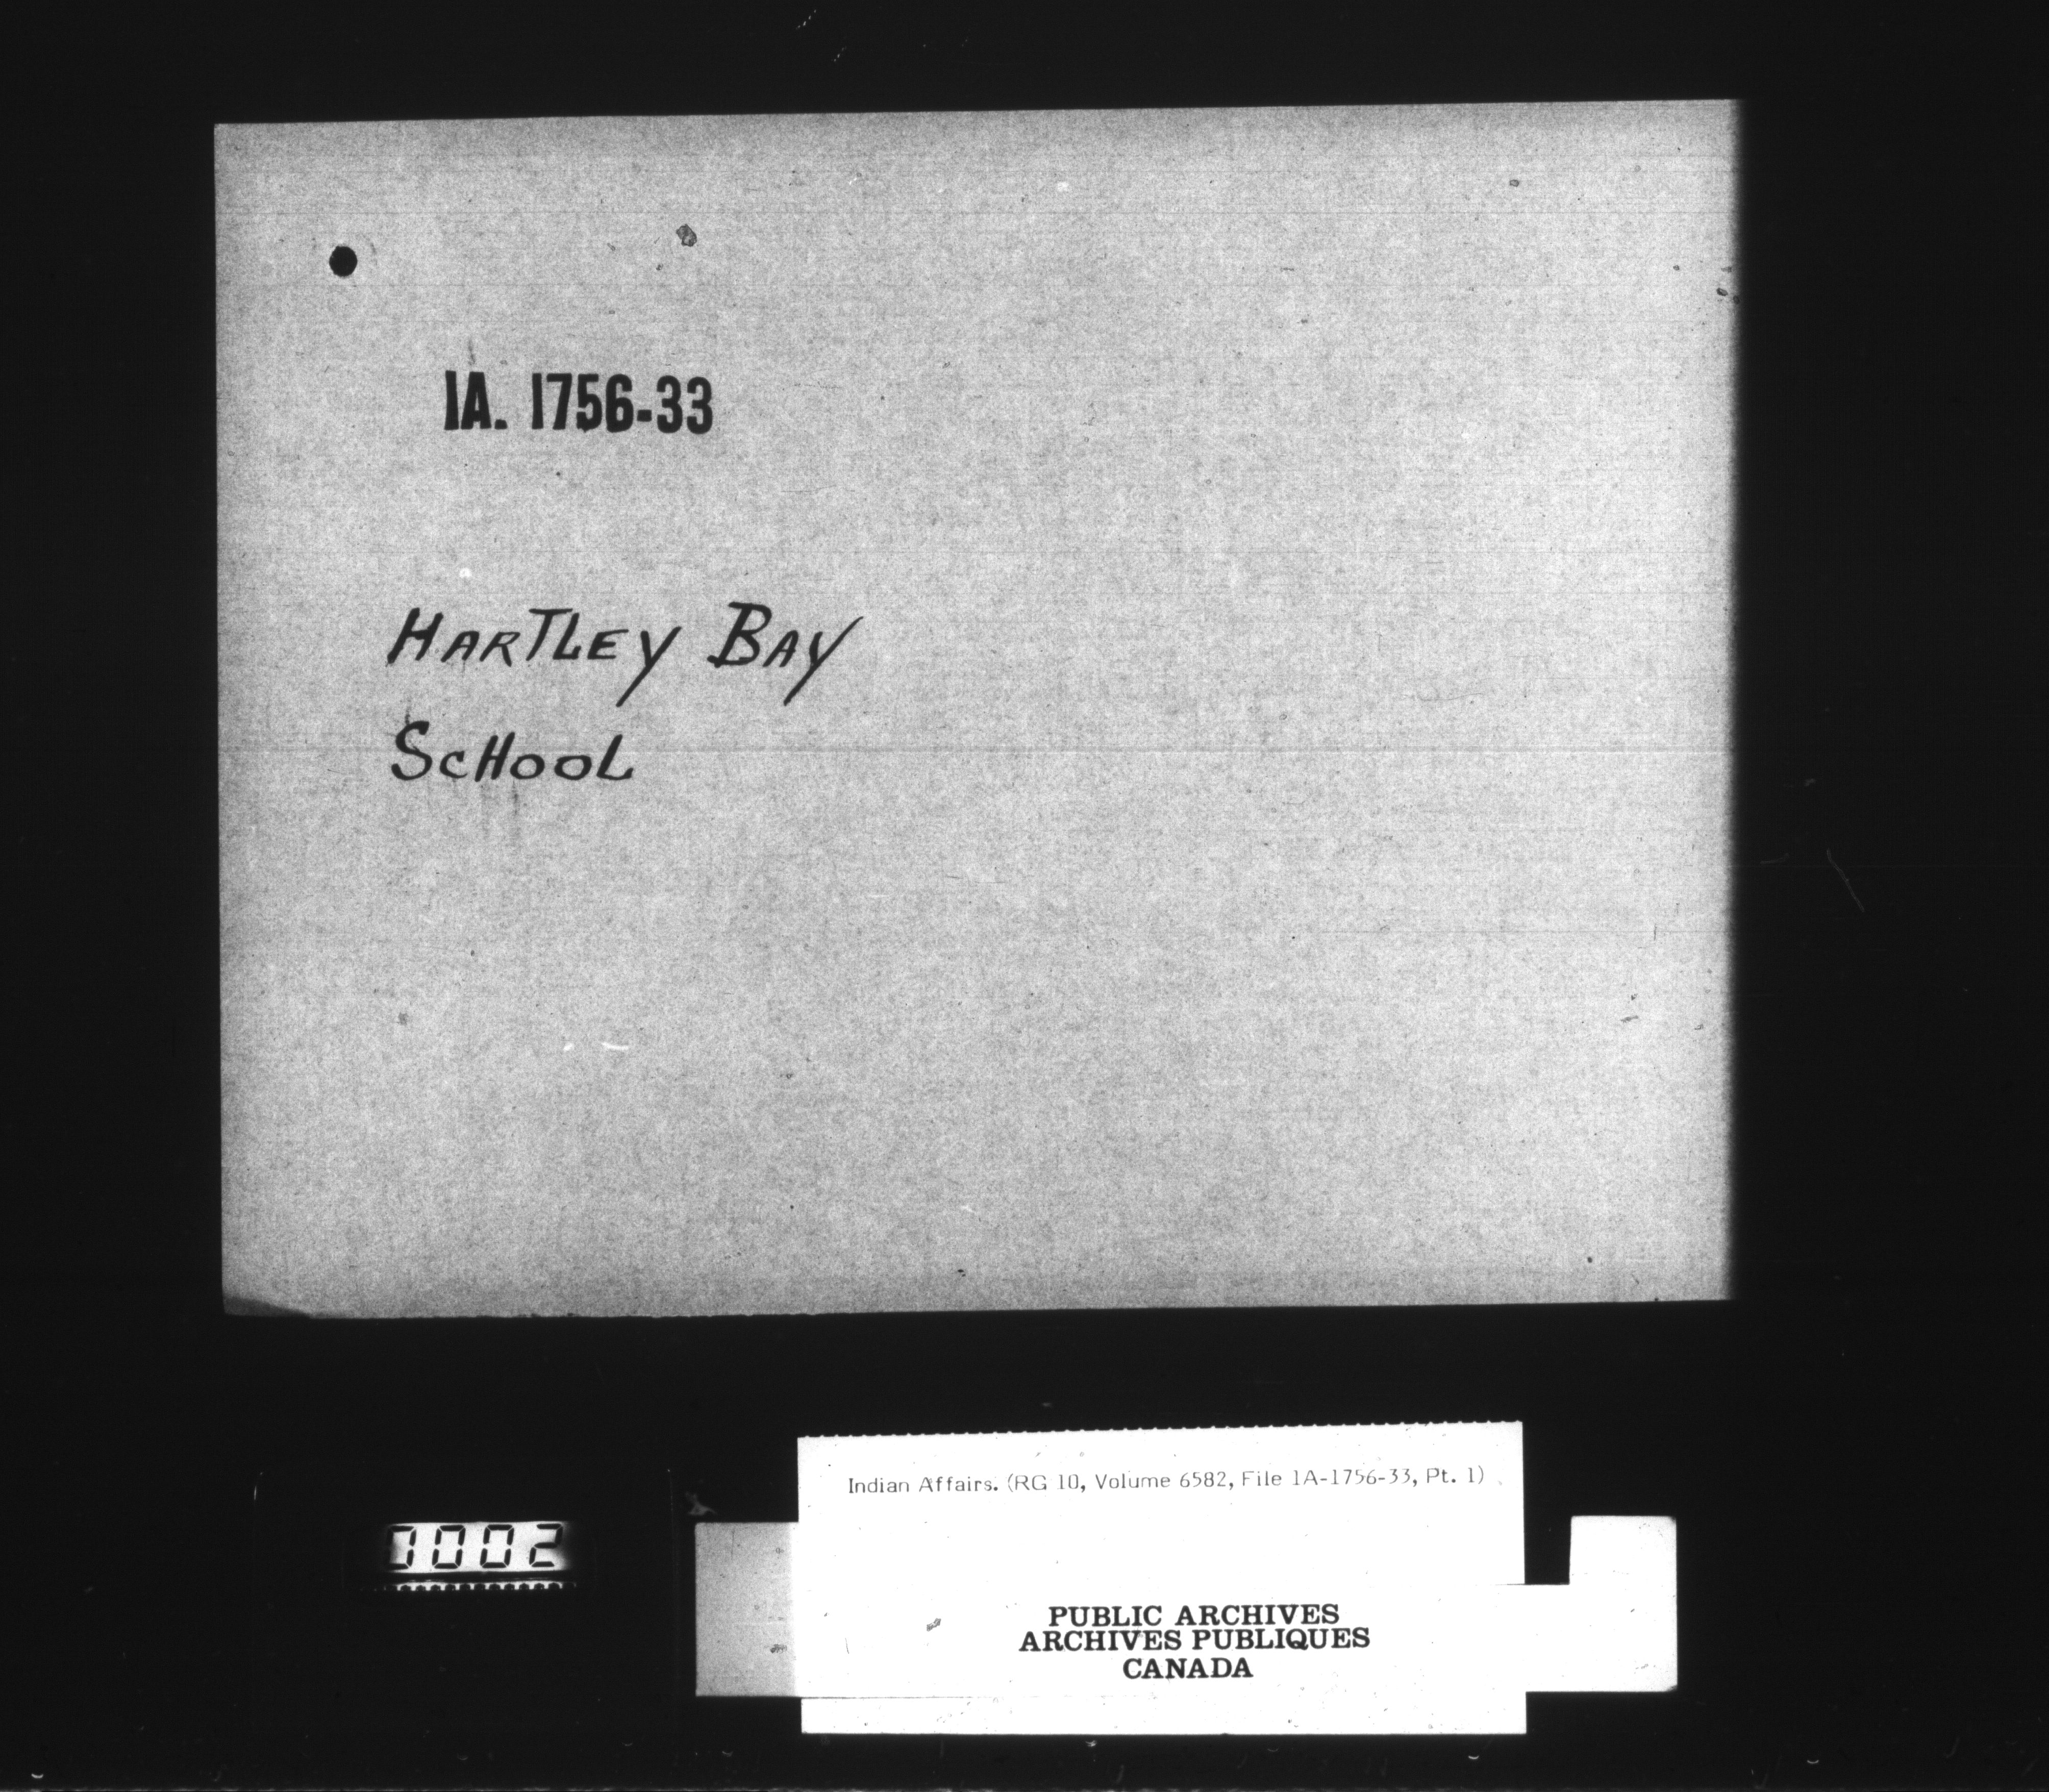 1A. 1756-33
HARTLEY BAY
SCHOOL
Indian Affairs. (RG 10, Volume 6582, File 1A-1756-33, Pt. 1)
0002
PUBLIC ARCHIVES
ARCHIVES PUBLIQUES
CANADA